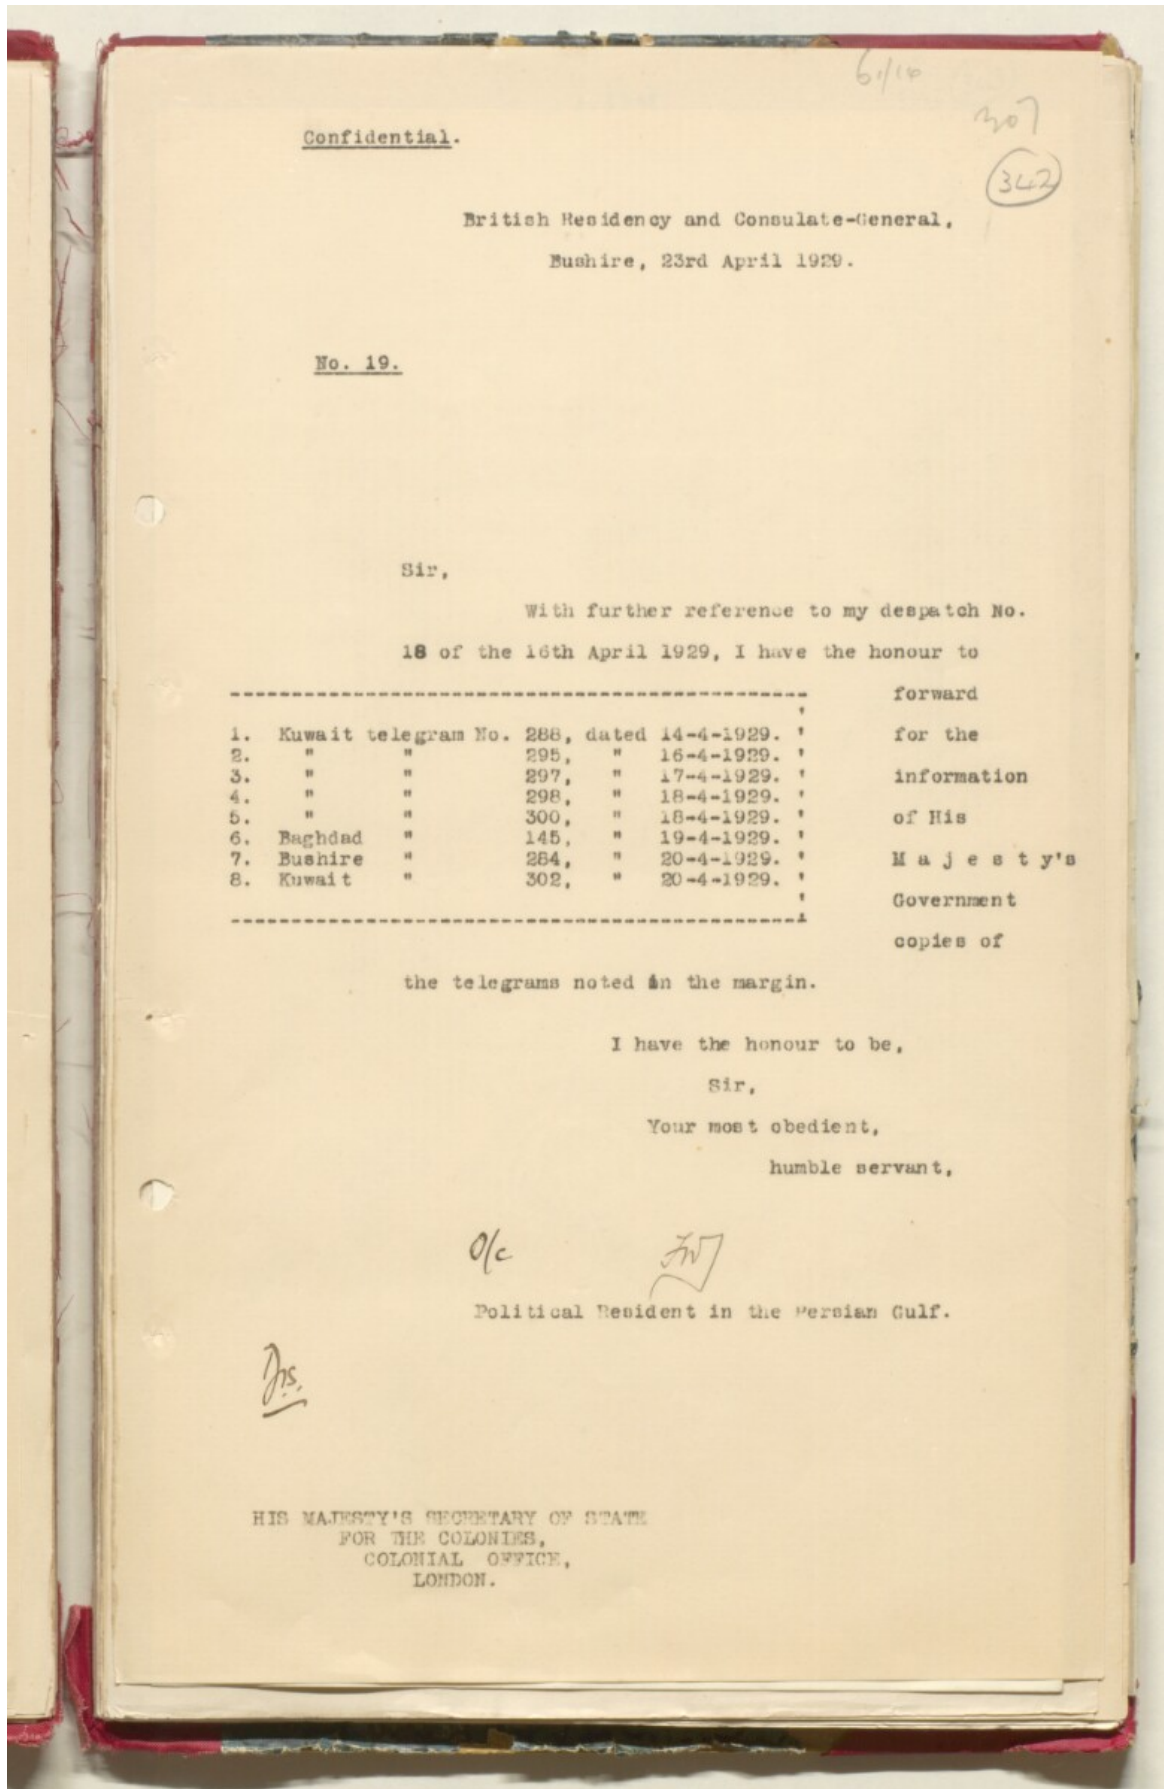 6/14
307
342
Confidential.
British Residency and Consulate-General,
Bushire, 23rd April 1929.
No. 19.
Sir,
With further reference to my despatch No.
18 of the 16th April 1929, I have the honour to
forward
1. Kuwait telegram No. 288, dated 14-4-1929. ' for the
2. " " 295, " 16-4-1929. '
3. " " 297, " 17-4-1929. ' information
4. " " 298, " 18-4-1929. '
5. " " 300, " 18-4-1929. ' of His
6. Baghdad " 145, " 19-4-1929. '
7. Bushire " 284, " 20-4-1929. ' M a j e s t y's
8. Kuwait " 302, " 20-4-1929. '
Government
copies of
the telegrams noted in the margin.
I have the honour to be,
Sir,
Your most obedient,
humble servant,
O/c
Political Resident in the Persian Gulf.
HIS MAJESTY'S SECRETARY OF STATE
FOR THE COLONIES,
COLONIAL OFFICE,
LONDON.